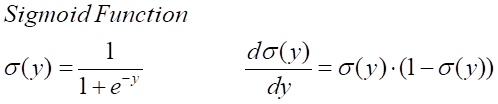 Sigmoid Function
σ(y) = 1 / (1 + e^{-y})    dσ(y) / dy = σ(y)·(1 − σ(y))